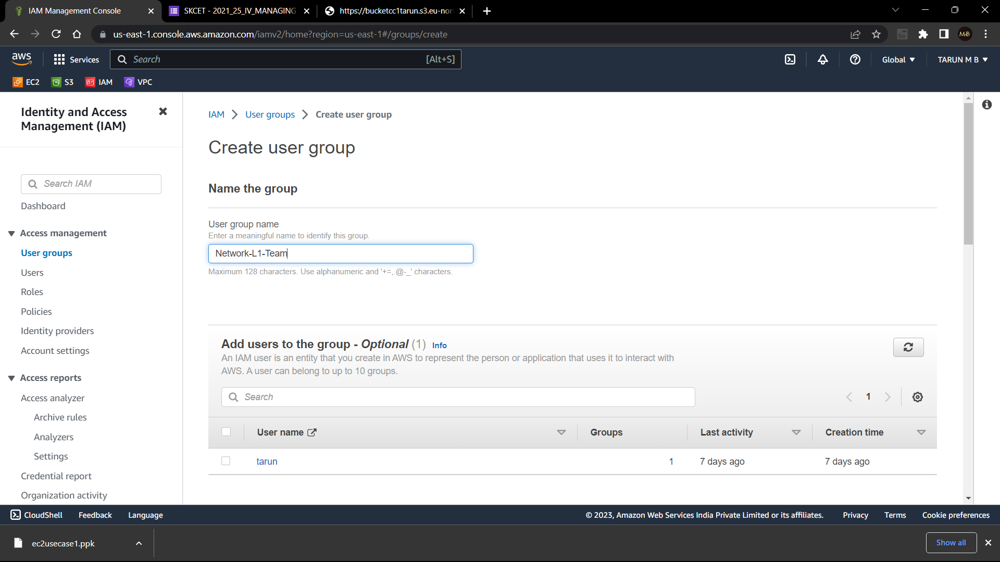 IAM Management Console
SKCET - 2021_25_IV_MANAGING
https://bucketcc1tarun.s3.eu-nor
us-east-1.console.aws.amazon.com/iamv2/home?region=us-east-1#/groups/create
Se
M&B
aws
Services
Search
[Alt+S]
Global
TARUN M B
EC2
S3
IAM
VPC
Identity and Access
Management (IAM)
Search IAM
Dashboard
Access management
User groups
Users
Roles
Policies
Identity providers
Account settings
Access reports
Access analyzer
Archive rules
Analyzers
Settings
Credential report
Organization activity
IAM > User groups > Create user group
Create user group
Name the group
User group name
Enter a meaningful name to identify this group.
Network-L1-Team
Maximum 128 characters. Use alphanumeric and '+=,.@-_' characters.
Add users to the group - Optional (1) Info
An IAM user is an entity that you create in AWS to represent the person or application that uses it to interact with
AWS. A user can belong to up to 10 groups.
Search
1
User name
Groups
Last activity
Creation time
tarun
1
7 days ago
7 days ago
CloudShell
Feedback
Language
© 2023, Amazon Web Services India Private Limited or its affiliates.
Privacy
Terms
Cookie preferences
ec2usecase1.ppk
Show all